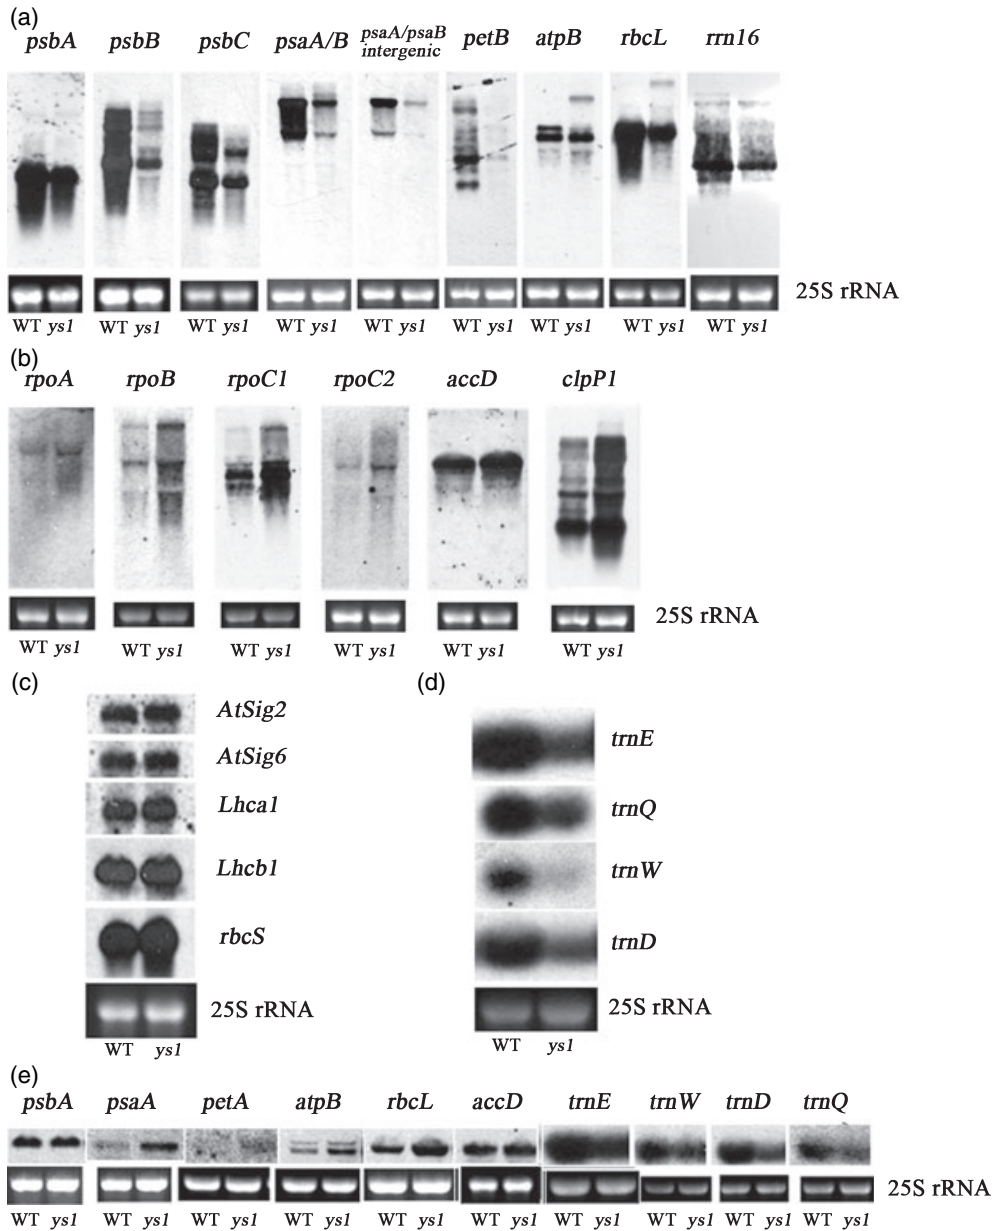 (a)
psbA psbB psbC psaA/B psaA/psaB intergenic petB atpB rbcL rrn16
25S rRNA
WT ys1 WT ys1 WT ys1 WT ys1 WT ys1 WT ys1 WT ys1 WT ys1 WT ys1
(b)
rpoA rpoB rpoC1 rpoC2 accD clpP1
25S rRNA
WT ys1 WT ys1 WT ys1 WT ys1 WT ys1 WT ys1
(c)
AtSig2
AtSig6
Lhca1
Lhcb1
rbcS
25S rRNA
WT ys1
(d)
trnE
trnQ
trnW
trnD
25S rRNA
WT ys1
(e)
psbA psaA petA atpB rbcL accD trnE trnW trnD trnQ
25S rRNA
WT ys1 WT ys1 WT ys1 WT ys1 WT ys1 WT ys1 WT ys1 WT ys1 WT ys1 WT ys1